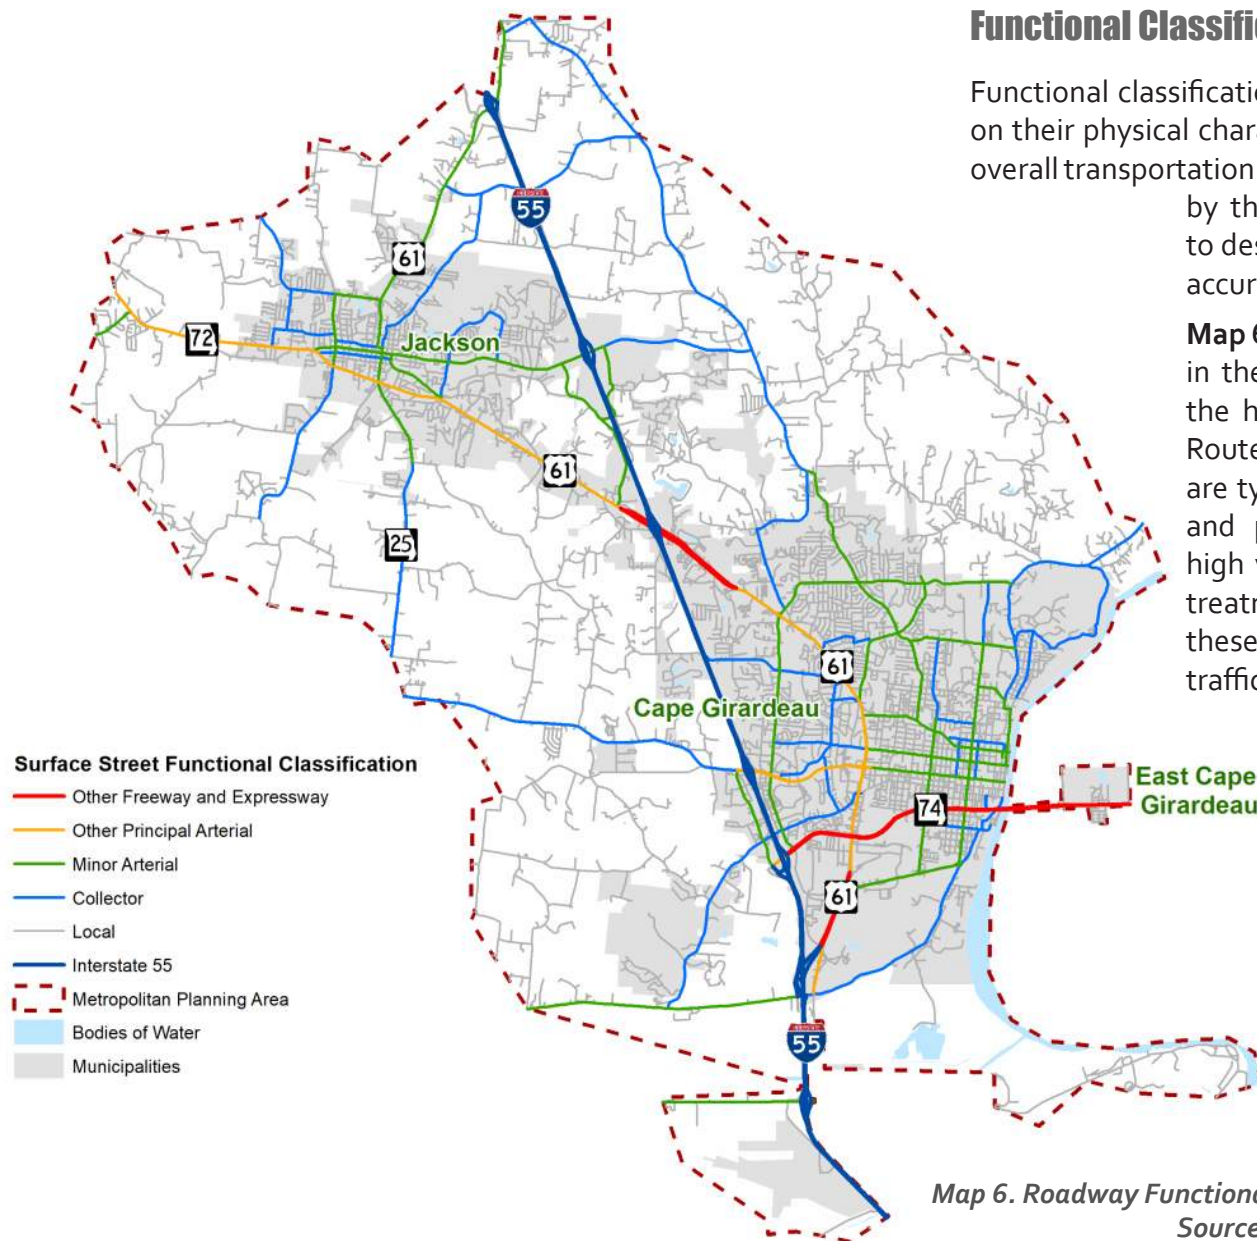 Functional Classific
Functional classificatio
on their physical chara
overall transportation
by th
to des
accur
Map 6
in the
the h
Route
are ty
and p
high v
treatr
these
traffic
55
61
72
Jackson
61
25
61
Cape Girardeau
East Cape
Girardeau
74
61
55
Surface Street Functional Classification
Other Freeway and Expressway
Other Principal Arterial
Minor Arterial
Collector
Local
Interstate 55
Metropolitan Planning Area
Bodies of Water
Municipalities
Map 6. Roadway Functiona
Source